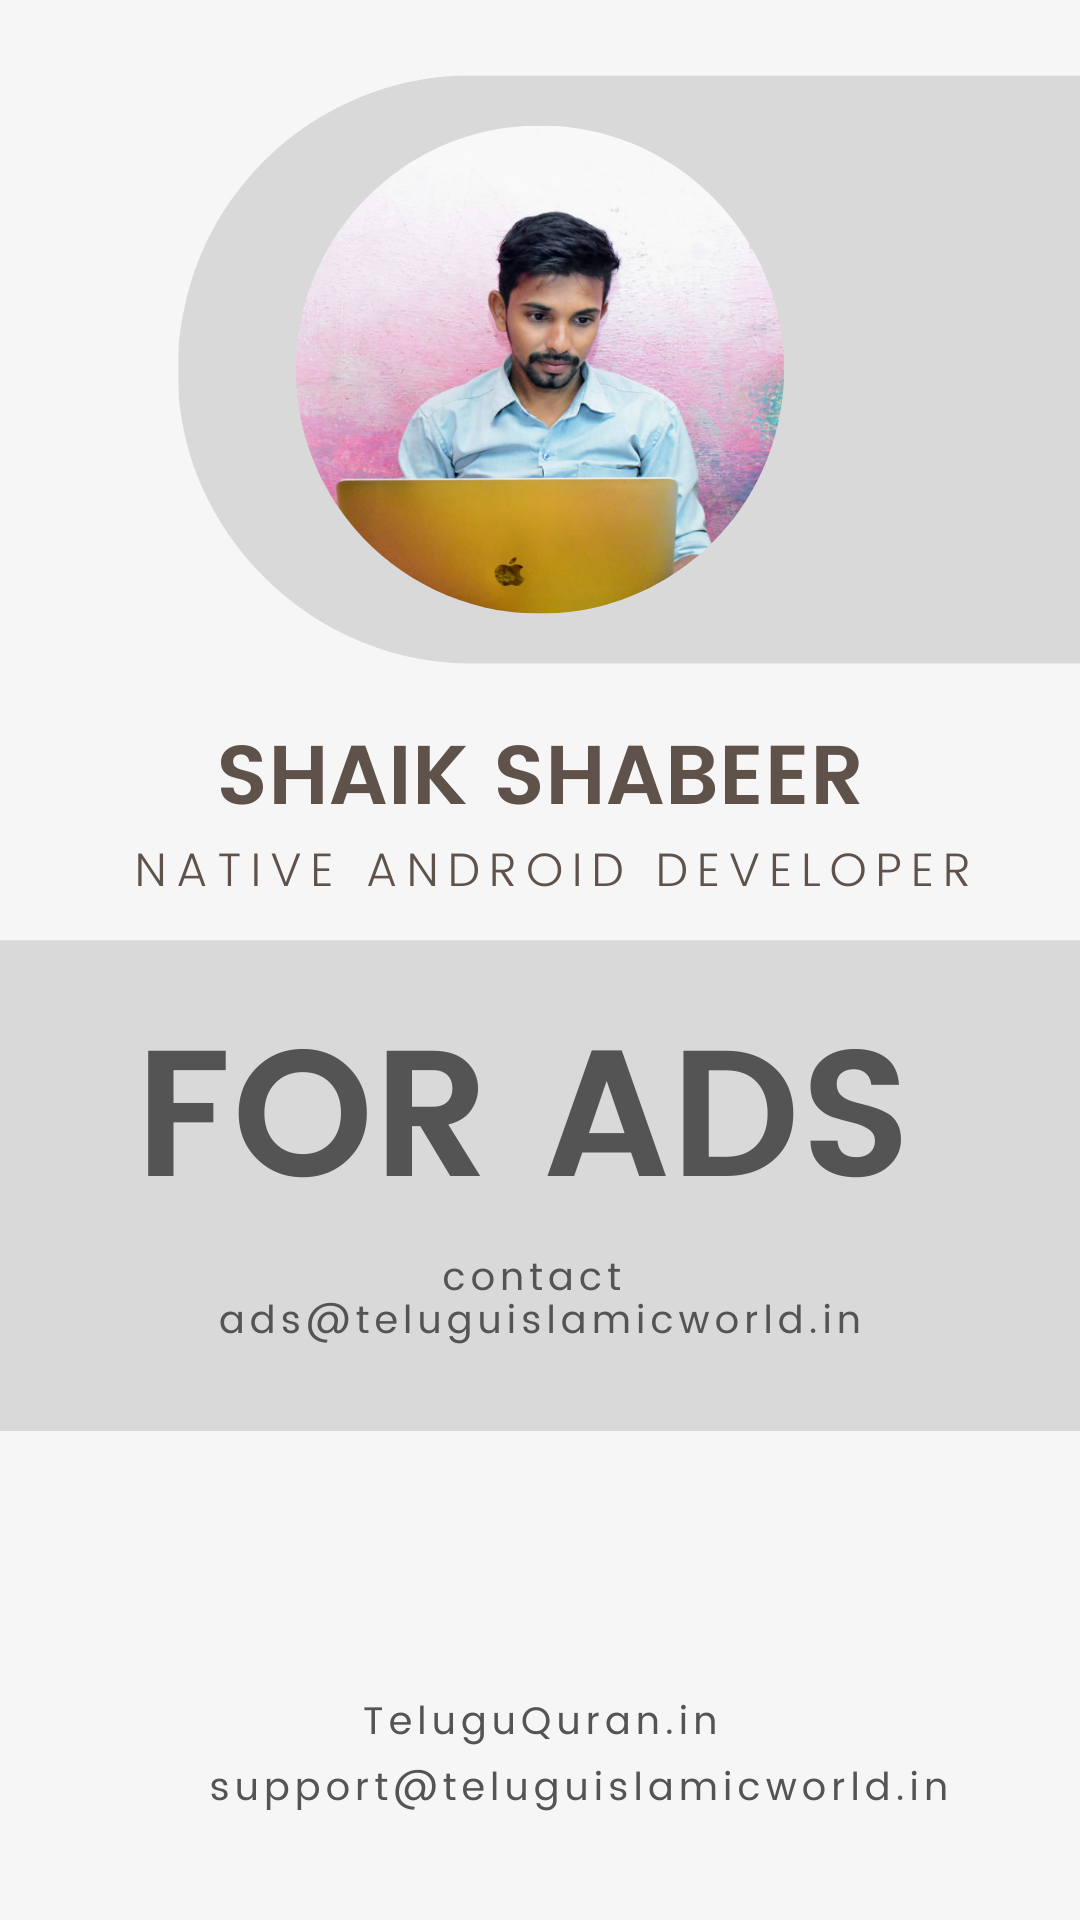 SHAIK SHABEER
NATIVE ANDROID DEVELOPER
FOR ADS
contact
ads@teluguislamicworld.in
TeluguQuran.in
support@teluguislamicworld.in